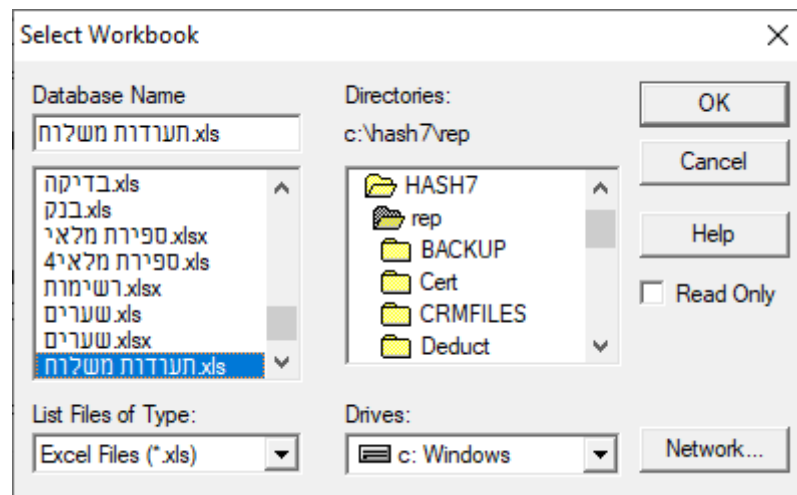 Select Workbook
Database Name
תעודות משלוח.xls
בדיקה.xls
בנק.xls
ספירת מלאי.xlsx
ספירת מלאי4.xls
רשימות.xlsx
שערים.xls
שערים.xlsx
תעודות משלוח.xls
List Files of Type:
Excel Files (*.xls)
Directories:
c:\hash7\rep
HASH7
rep
BACKUP
Cert
CRMFILES
Deduct
Drives:
c: Windows
OK
Cancel
Help
Read Only
Network...